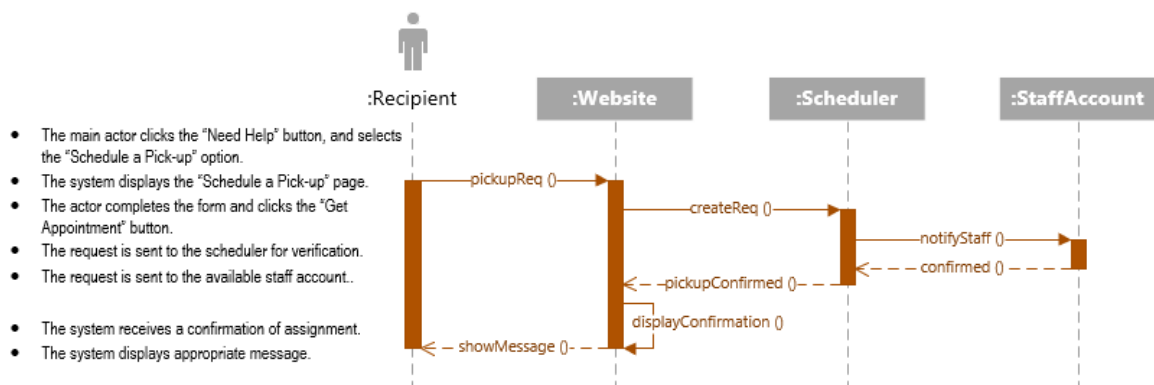 :Recipient
:Website
:Scheduler
:StaffAccount
• The main actor clicks the “Need Help” button, and selects
the “Schedule a Pick-up” option.
• The system displays the “Schedule a Pick-up” page.
• The actor completes the form and clicks the “Get
Appointment” button.
• The request is sent to the scheduler for verification.
• The request is sent to the available staff account..
• The system receives a confirmation of assignment.
• The system displays appropriate message.
pickupReq ()
createReq ()
notifyStaff ()
confirmed ()
pickupConfirmed ()
displayConfirmation ()
showMessage ()